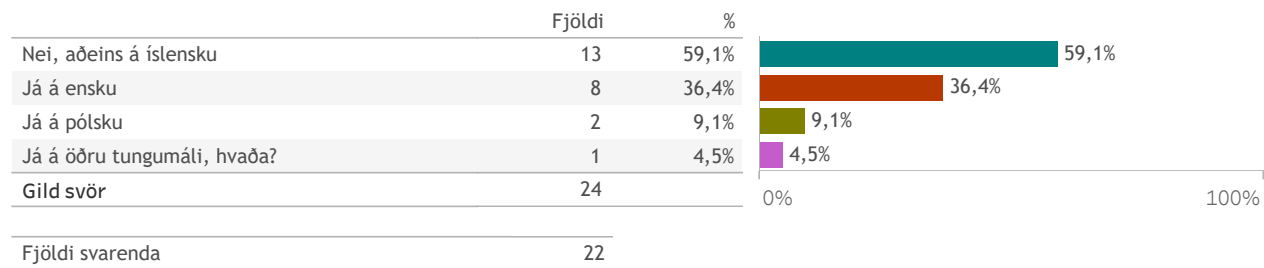 Fjöldi %
Nei, aðeins á íslensku 13 59,1% 59,1%
Já á ensku 8 36,4% 36,4%
Já á pólsku 2 9,1% 9,1%
Já á öðru tungumáli, hvaða? 1 4,5% 4,5%
Gild svör 24
0% 100%
Fjöldi svarenda 22